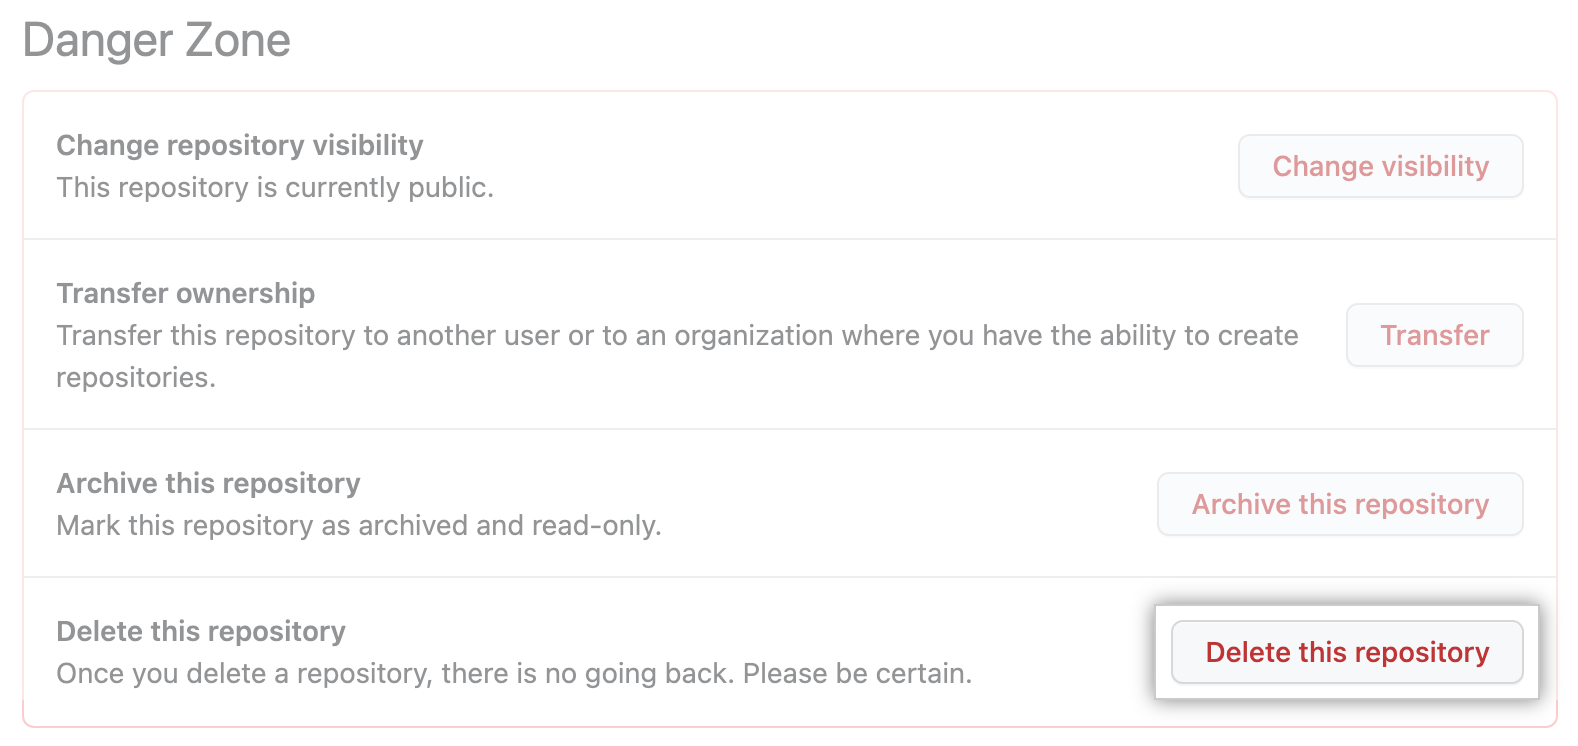 Danger Zone
Change repository visibility
This repository is currently public.
Change visibility
Transfer ownership
Transfer this repository to another user or to an organization where you have the ability to create
repositories.
Transfer
Archive this repository
Mark this repository as archived and read-only.
Archive this repository
Delete this repository
Once you delete a repository, there is no going back. Please be certain.
Delete this repository